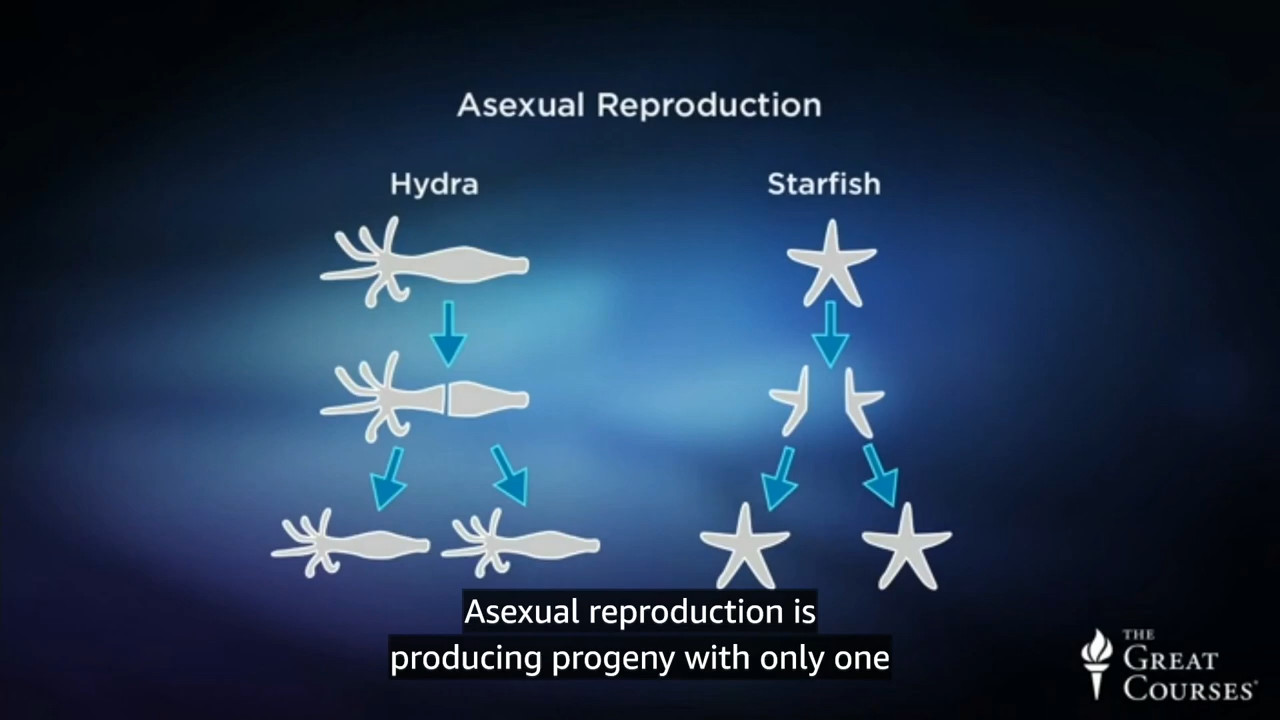 Asexual Reproduction
Hydra
Starfish
Asexual reproduction is
producing progeny with only one
THE
GREAT
COURSES®